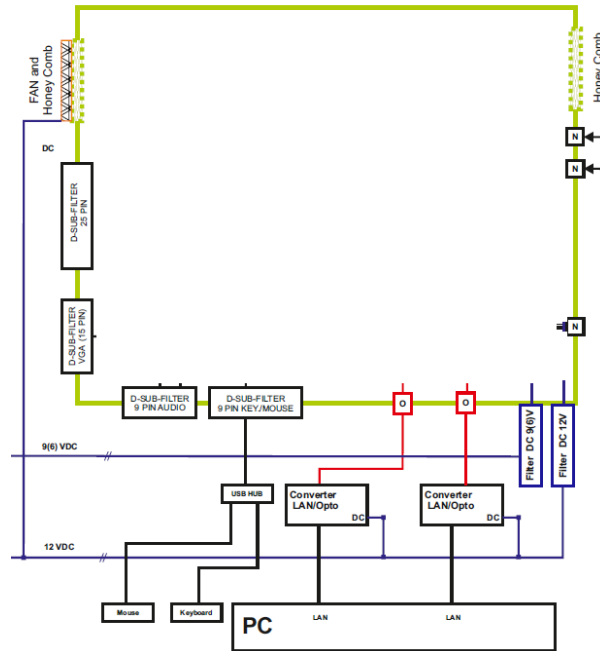 FAN and
Honey Comb
Honey Comb
N
DC
N
D-SUB-FILTER
25 PIN
D-SUB-FILTER
VGA (15 PIN)
N
D-SUB-FILTER
9 PIN AUDIO
D-SUB-FILTER
9 PIN KEY/MOUSE
O
O
Filter DC 9(6)V
Filter DC 12V
9(6) VDC
//
USB HUB
Converter
LAN/Opto
DC
Converter
LAN/Opto
DC
12 VDC
//
Mouse
Keyboard
PC
LAN
LAN